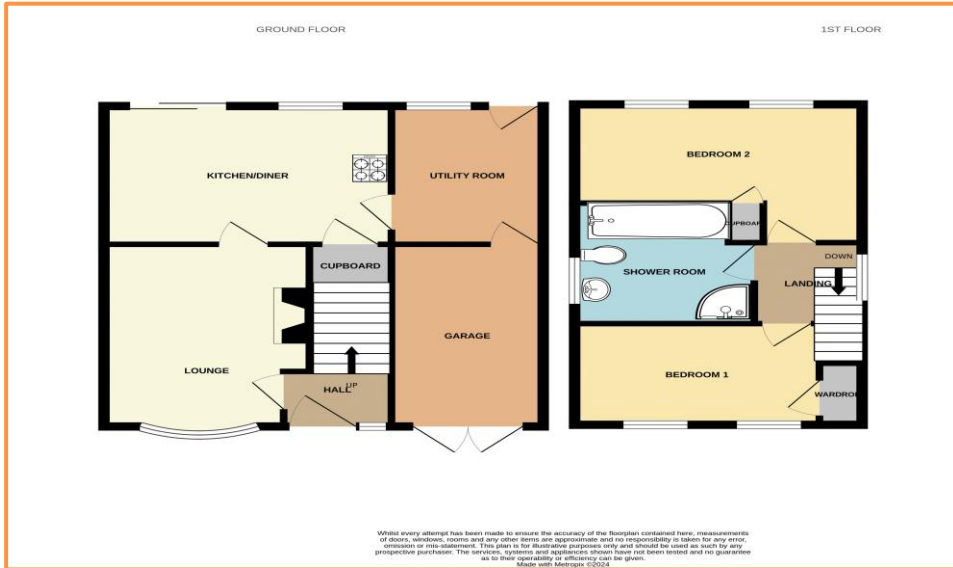 GROUND FLOOR
1ST FLOOR
KITCHEN/DINER
UTILITY ROOM
CUPBOARD
LOUNGE
HALL
UP
GARAGE
BEDROOM 2
CUPBOAR
SHOWER ROOM
DOWN
LANDING
BEDROOM 1
WARDROB
Whilst every attempt has been made to ensure the accuracy of the floorplan contained here, measurements
of doors, windows, rooms and any other items are approximate and no responsibility is taken for any error,
omission or mis-statement. This plan is for illustrative purposes only and should be used as such by any
prospective purchaser. The services, systems and appliances shown have not been tested and no guarantee
as to their operability or efficiency can be given.
Made with Metropix ©2024